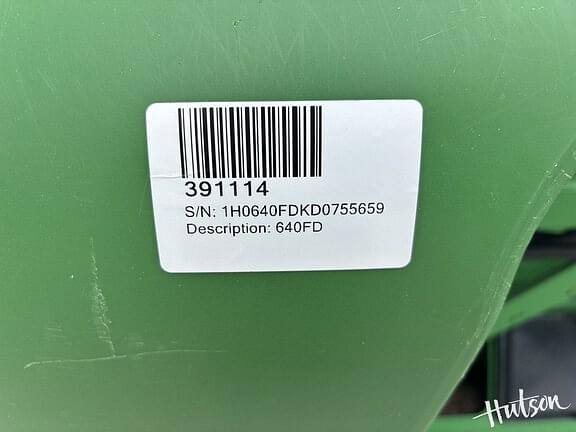 391114
S/N: 1H0640FDKD0755659
Description: 640FD
Hutson